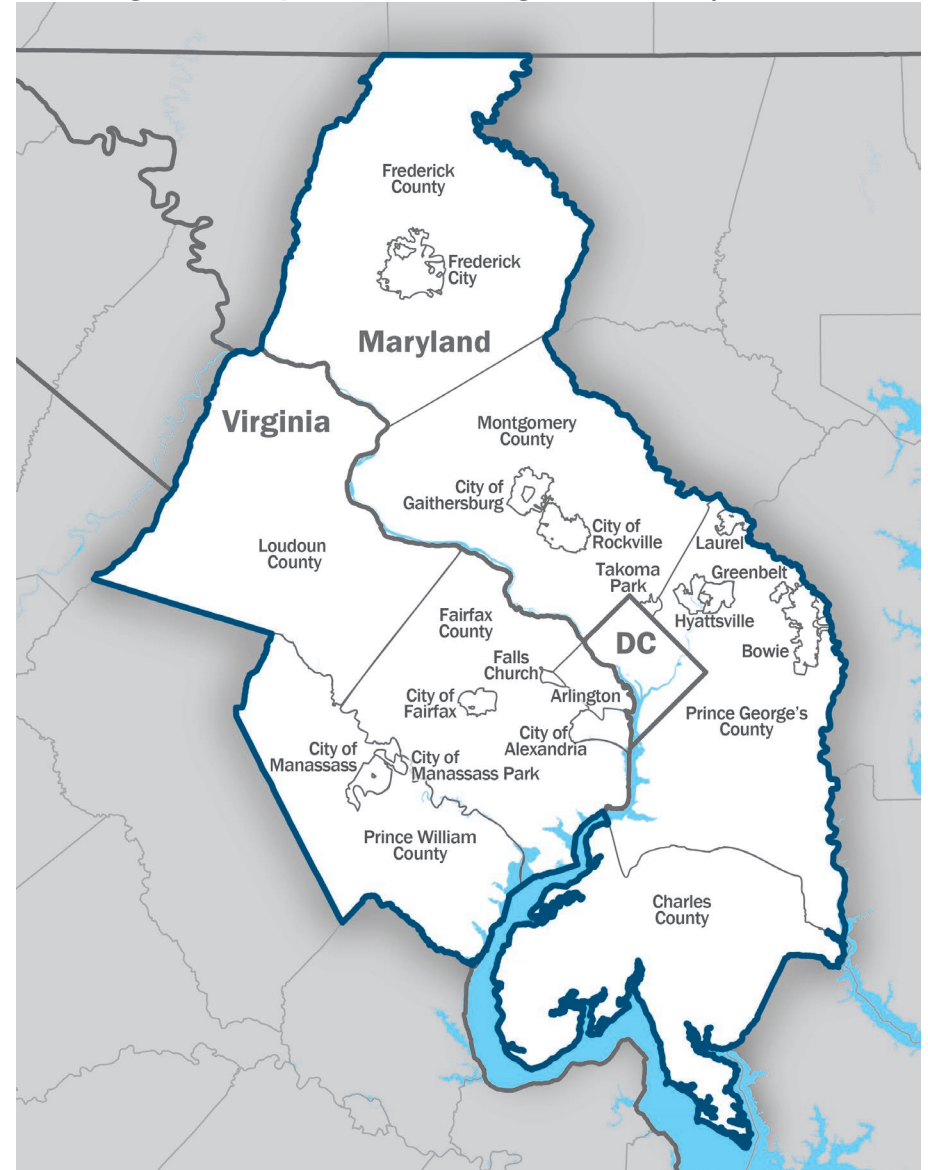 Frederick
County
Frederick
City
Maryland
Virginia
Montgomery
County
City of
Gaithersburg
City of
Rockville
Laurel
Takoma
Park
Greenbelt
Hyattsville
Bowie
Loudoun
County
Fairfax
County
DC
Falls
Church
Arlington
City of
Fairfax
City of
Alexandria
Prince George's
County
City of
Manassass
City of
Manassass Park
Prince William
County
Charles
County